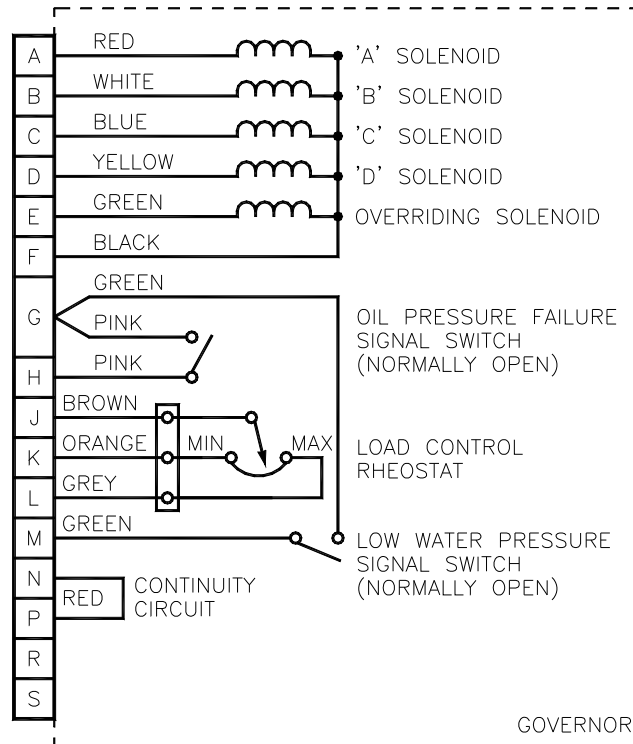 A RED 'A' SOLENOID
B WHITE 'B' SOLENOID
C BLUE 'C' SOLENOID
D YELLOW 'D' SOLENOID
E GREEN OVERRIDING SOLENOID
F BLACK
GREEN
G
PINK
OIL PRESSURE FAILURE
SIGNAL SWITCH
(NORMALLY OPEN)
H PINK
J BROWN
K ORANGE MIN MAX
LOAD CONTROL
RHEOSTAT
L GREY
M GREEN
LOW WATER PRESSURE
SIGNAL SWITCH
(NORMALLY OPEN)
N
RED
CONTINUITY
CIRCUIT
P
R
S
GOVERNOR